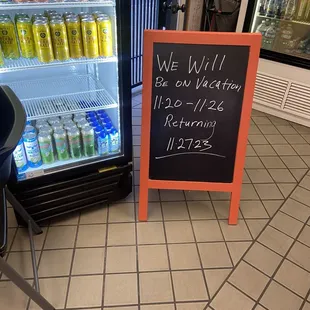 We Will
Be on Vacation
11·20 - 11·26
Returning
11·27·23